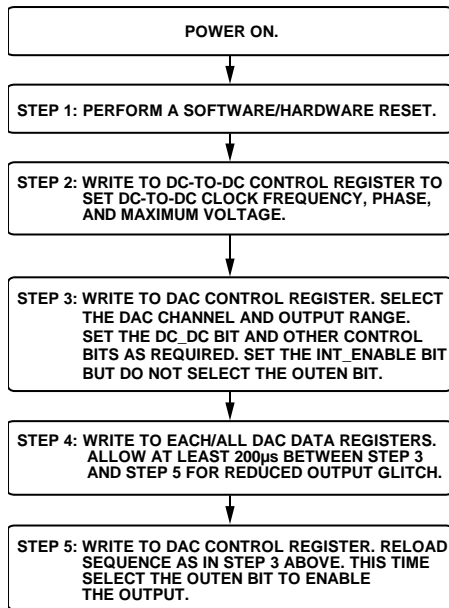 POWER ON.
STEP 1: PERFORM A SOFTWARE/HARDWARE RESET.
STEP 2: WRITE TO DC-TO-DC CONTROL REGISTER TO
SET DC-TO-DC CLOCK FREQUENCY, PHASE,
AND MAXIMUM VOLTAGE.
STEP 3: WRITE TO DAC CONTROL REGISTER. SELECT
THE DAC CHANNEL AND OUTPUT RANGE.
SET THE DC_DC BIT AND OTHER CONTROL
BITS AS REQUIRED. SET THE INT_ENABLE BIT
BUT DO NOT SELECT THE OUTEN BIT.
STEP 4: WRITE TO EACH/ALL DAC DATA REGISTERS.
ALLOW AT LEAST 200µs BETWEEN STEP 3
AND STEP 5 FOR REDUCED OUTPUT GLITCH.
STEP 5: WRITE TO DAC CONTROL REGISTER. RELOAD
SEQUENCE AS IN STEP 3 ABOVE. THIS TIME
SELECT THE OUTEN BIT TO ENABLE
THE OUTPUT.